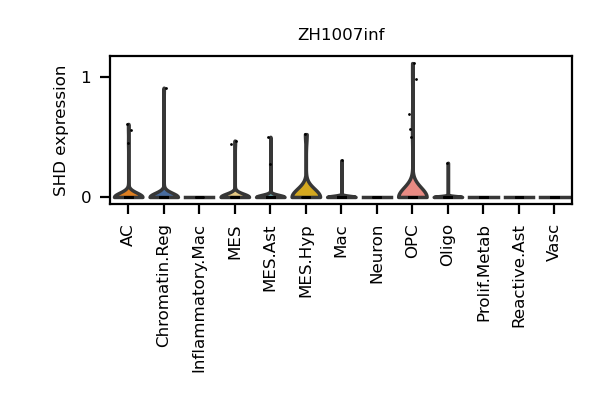 ZH1007inf
SHD expression
1
0
AC
Chromatin.Reg
Inflammatory.Mac
MES
MES.Ast
MES.Hyp
Mac
Neuron
OPC
Oligo
Prolif.Metab
Reactive.Ast
Vasc